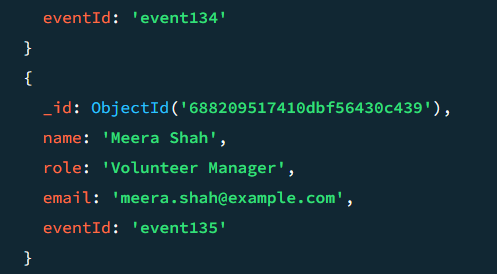 eventId: 'event134'
}
{
_id: ObjectId('688209517410dbf56430c439'),
name: 'Meera Shah',
role: 'Volunteer Manager',
email: 'meera.shah@example.com',
eventId: 'event135'
}